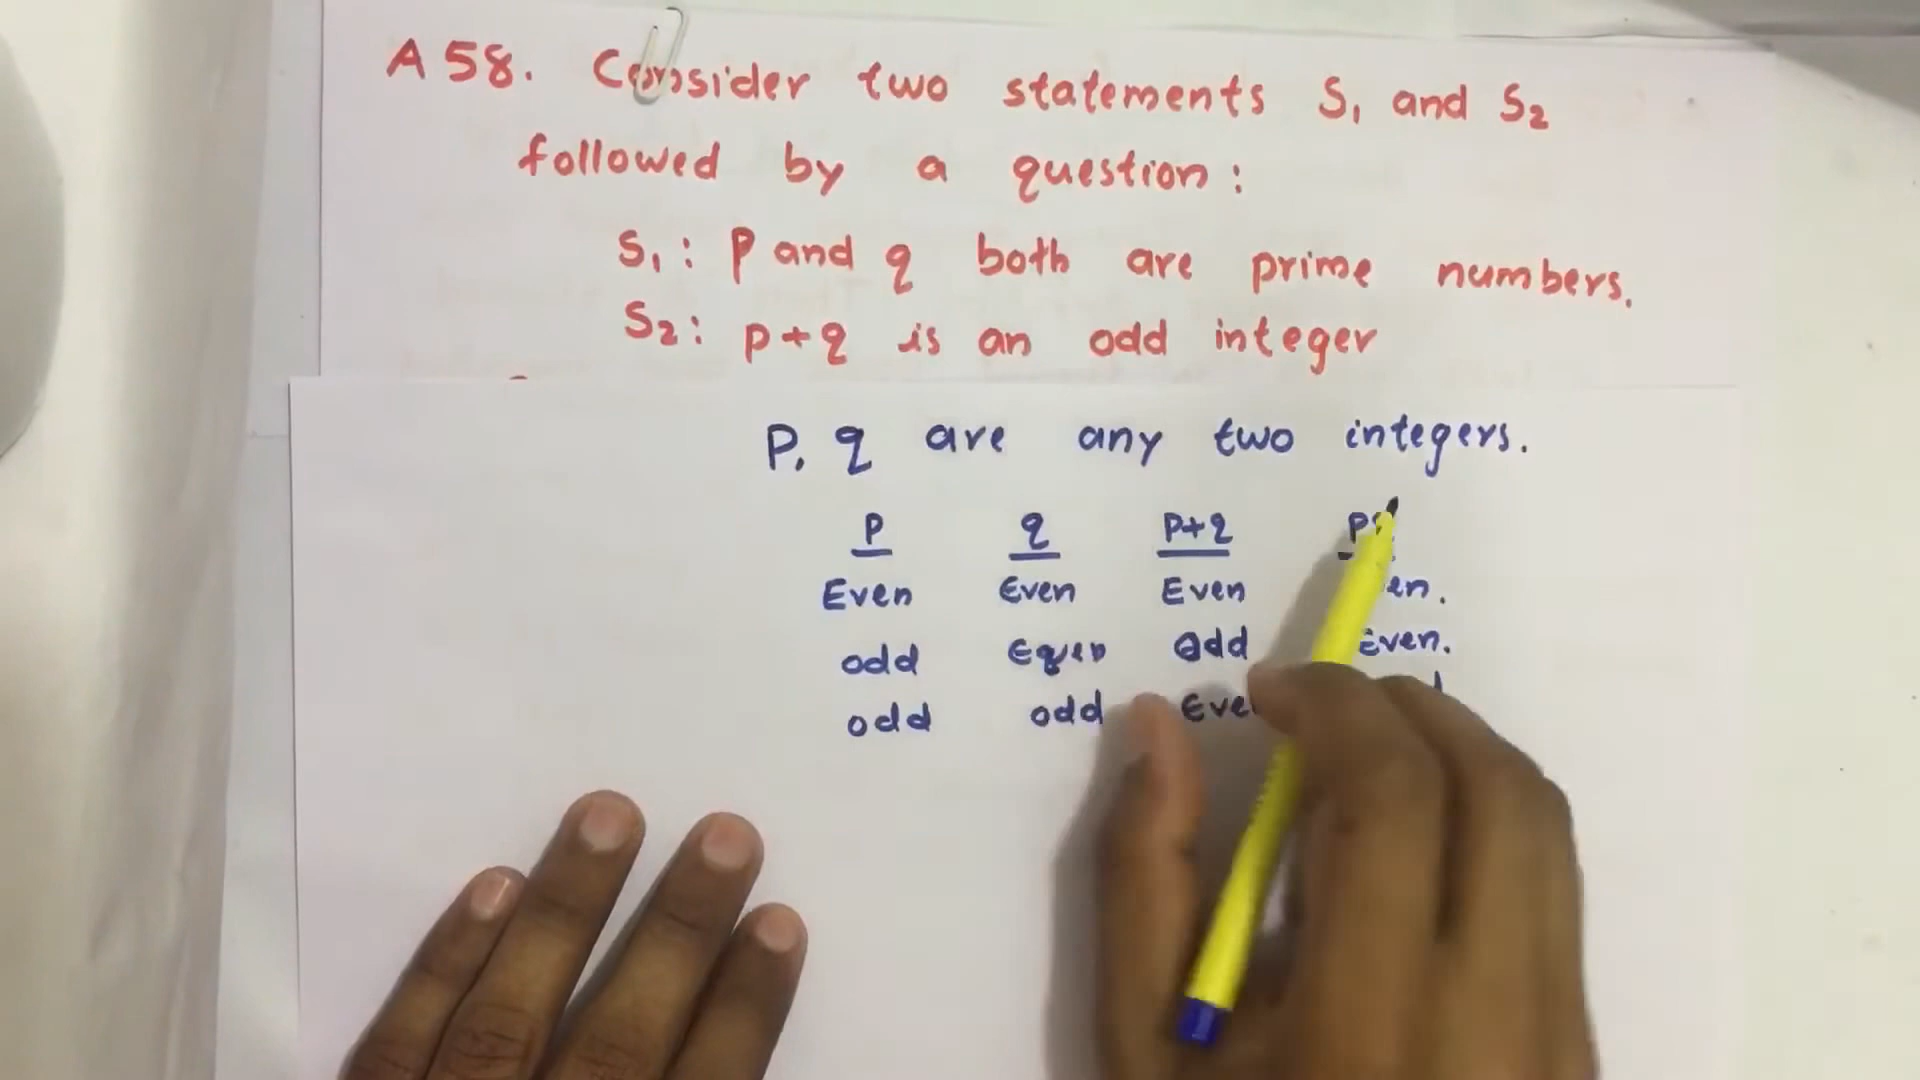 A 58. Consider two statements S₁ and S₂
followed by a question:
S₁: P and q both are prime numbers.
S₂: p+q is an odd integer
P, q are any two integers.
P q P+q
Even Even Even
odd Even odd Even.
odd odd